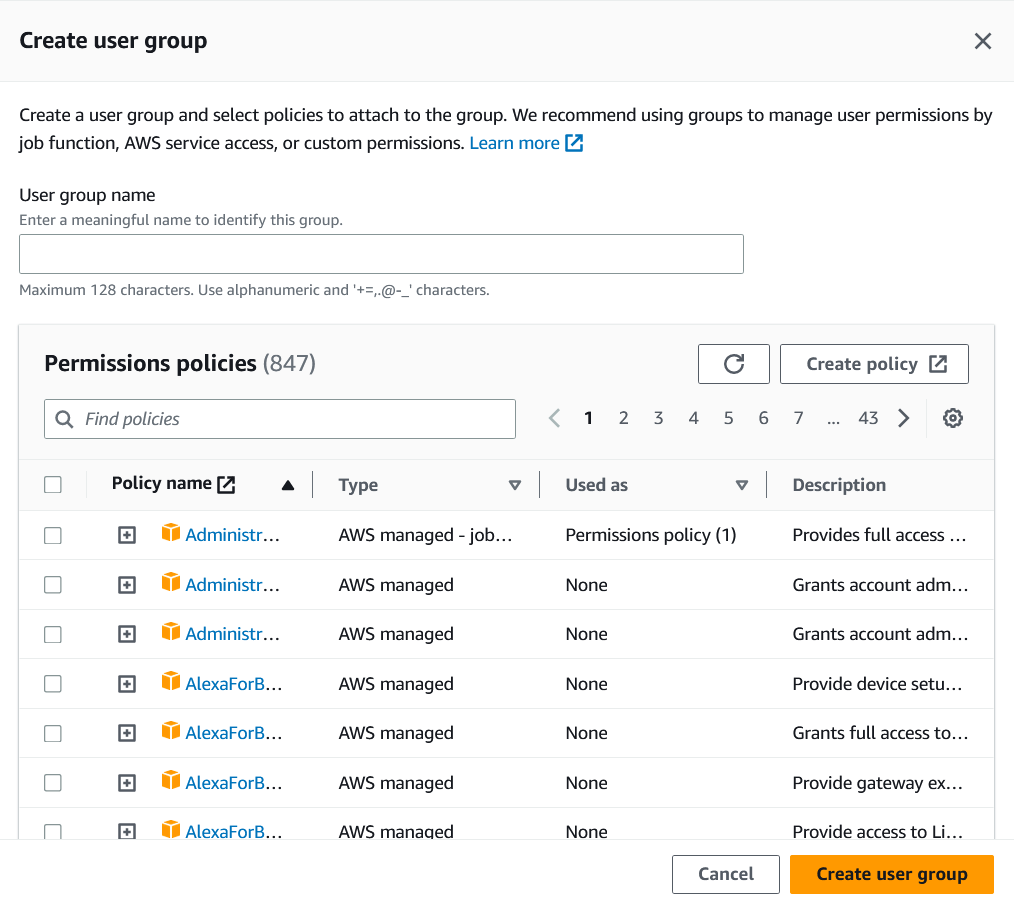 Create user group
Create a user group and select policies to attach to the group. We recommend using groups to manage user permissions by
job function, AWS service access, or custom permissions. Learn more
User group name
Enter a meaningful name to identify this group.
Maximum 128 characters. Use alphanumeric and '+=,.@-_' characters.
Permissions policies (847)
Create policy
Find policies
1 2 3 4 5 6 7 ... 43
Policy name Type Used as Description
Administr... AWS managed - job... Permissions policy (1) Provides full access ...
Administr... AWS managed None Grants account adm...
Administr... AWS managed None Grants account adm...
AlexaForB... AWS managed None Provide device setu...
AlexaForB... AWS managed None Grants full access to...
AlexaForB... AWS managed None Provide gateway ex...
AlexaForB... AWS managed None Provide access to Li...
Cancel Create user group